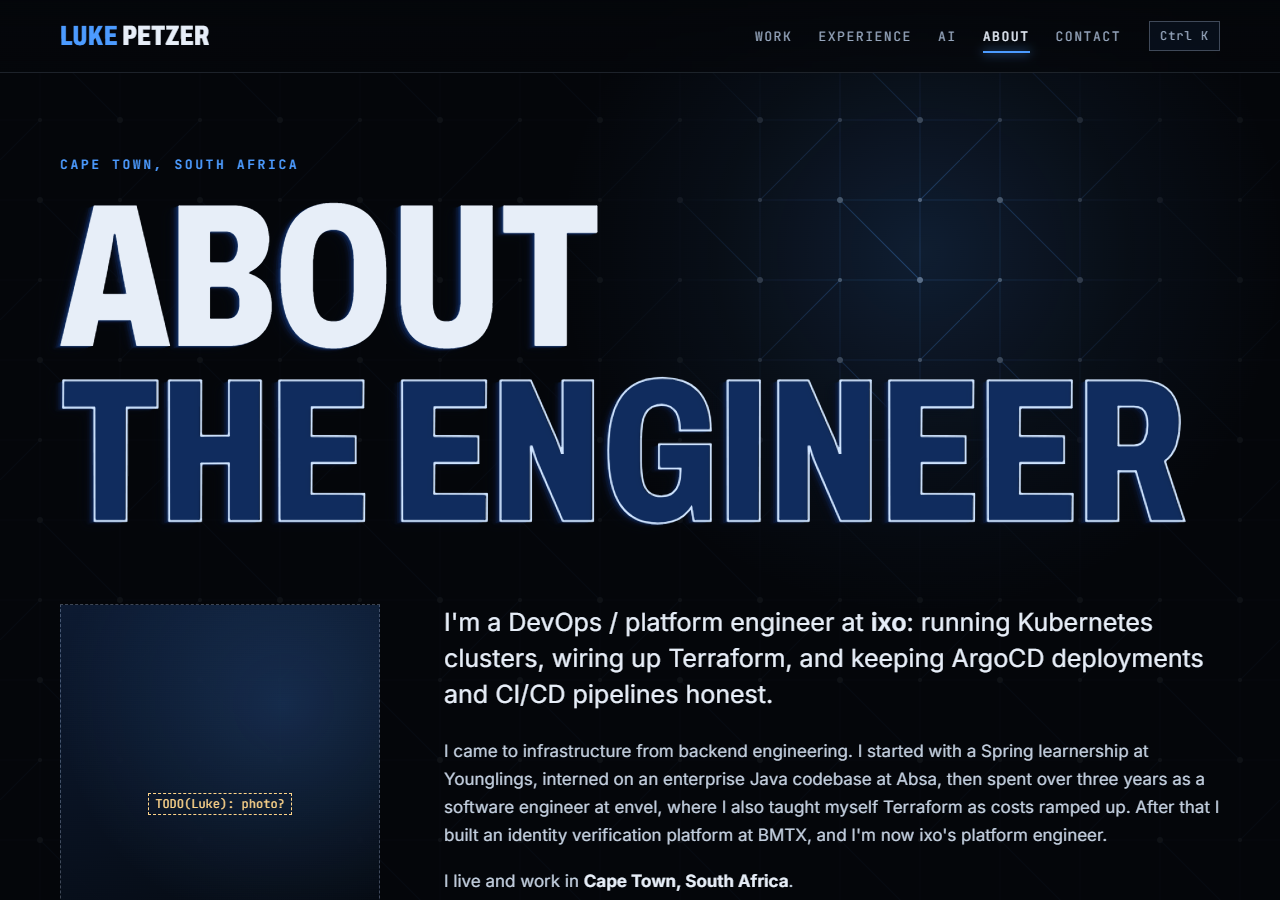 LUKE PETZER
WORK EXPERIENCE AI ABOUT CONTACT Ctrl K
CAPE TOWN, SOUTH AFRICA
ABOUT
THE ENGINEER
TODO(Luke): photo?
I'm a DevOps / platform engineer at ixo: running Kubernetes
clusters, wiring up Terraform, and keeping ArgoCD deployments
and CI/CD pipelines honest.
I came to infrastructure from backend engineering. I started with a Spring learnership at
Younglings, interned on an enterprise Java codebase at Absa, then spent over three years as a
software engineer at envel, where I also taught myself Terraform as costs ramped up. After that I
built an identity verification platform at BMTX, and I'm now ixo's platform engineer.
I live and work in Cape Town, South Africa.